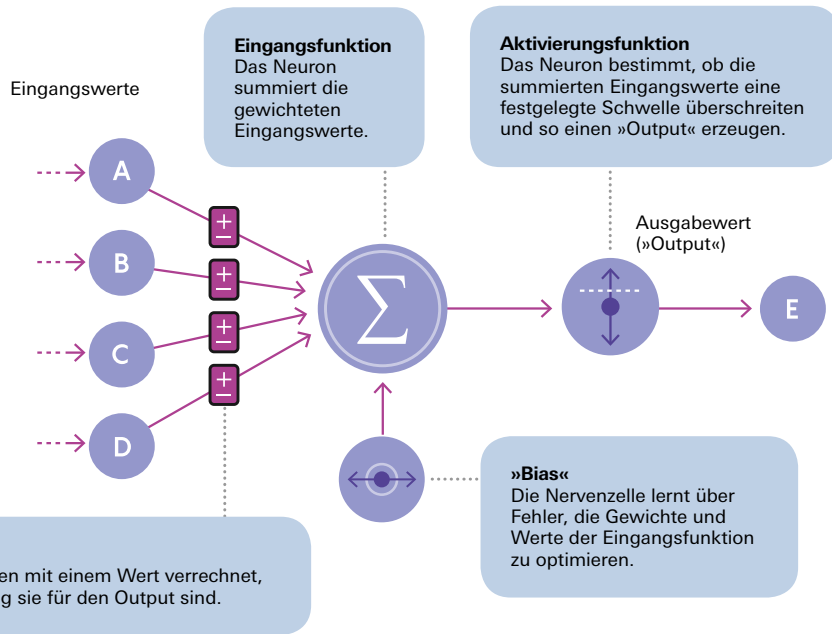 Eingangsfunktion
Das Neuron
summiert die
gewichteten
Eingangswerte.
Aktivierungsfunktion
Das Neuron bestimmt, ob die
summierten Eingangswerte eine
festgelegte Schwelle überschreiten
und so einen »Output« erzeugen.
Eingangswerte
A
B
C
D
±
±
±
±
Σ
Ausgabewert
(»Output«)
E
»Bias«
Die Nervenzelle lernt über
Fehler, die Gewichte und
Werte der Eingangsfunktion
zu optimieren.
en mit einem Wert verrechnet,
g sie für den Output sind.